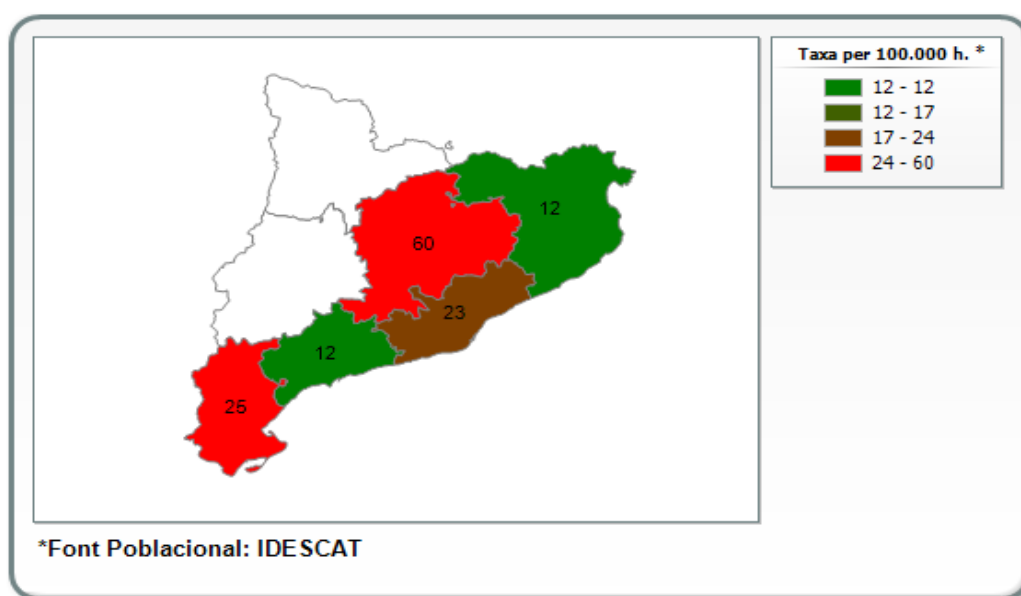 Taxa per 100.000 h. *
12 - 12
12 - 17
17 - 24
24 - 60
12
60
23
12
25
*Font Poblacional: IDESCAT